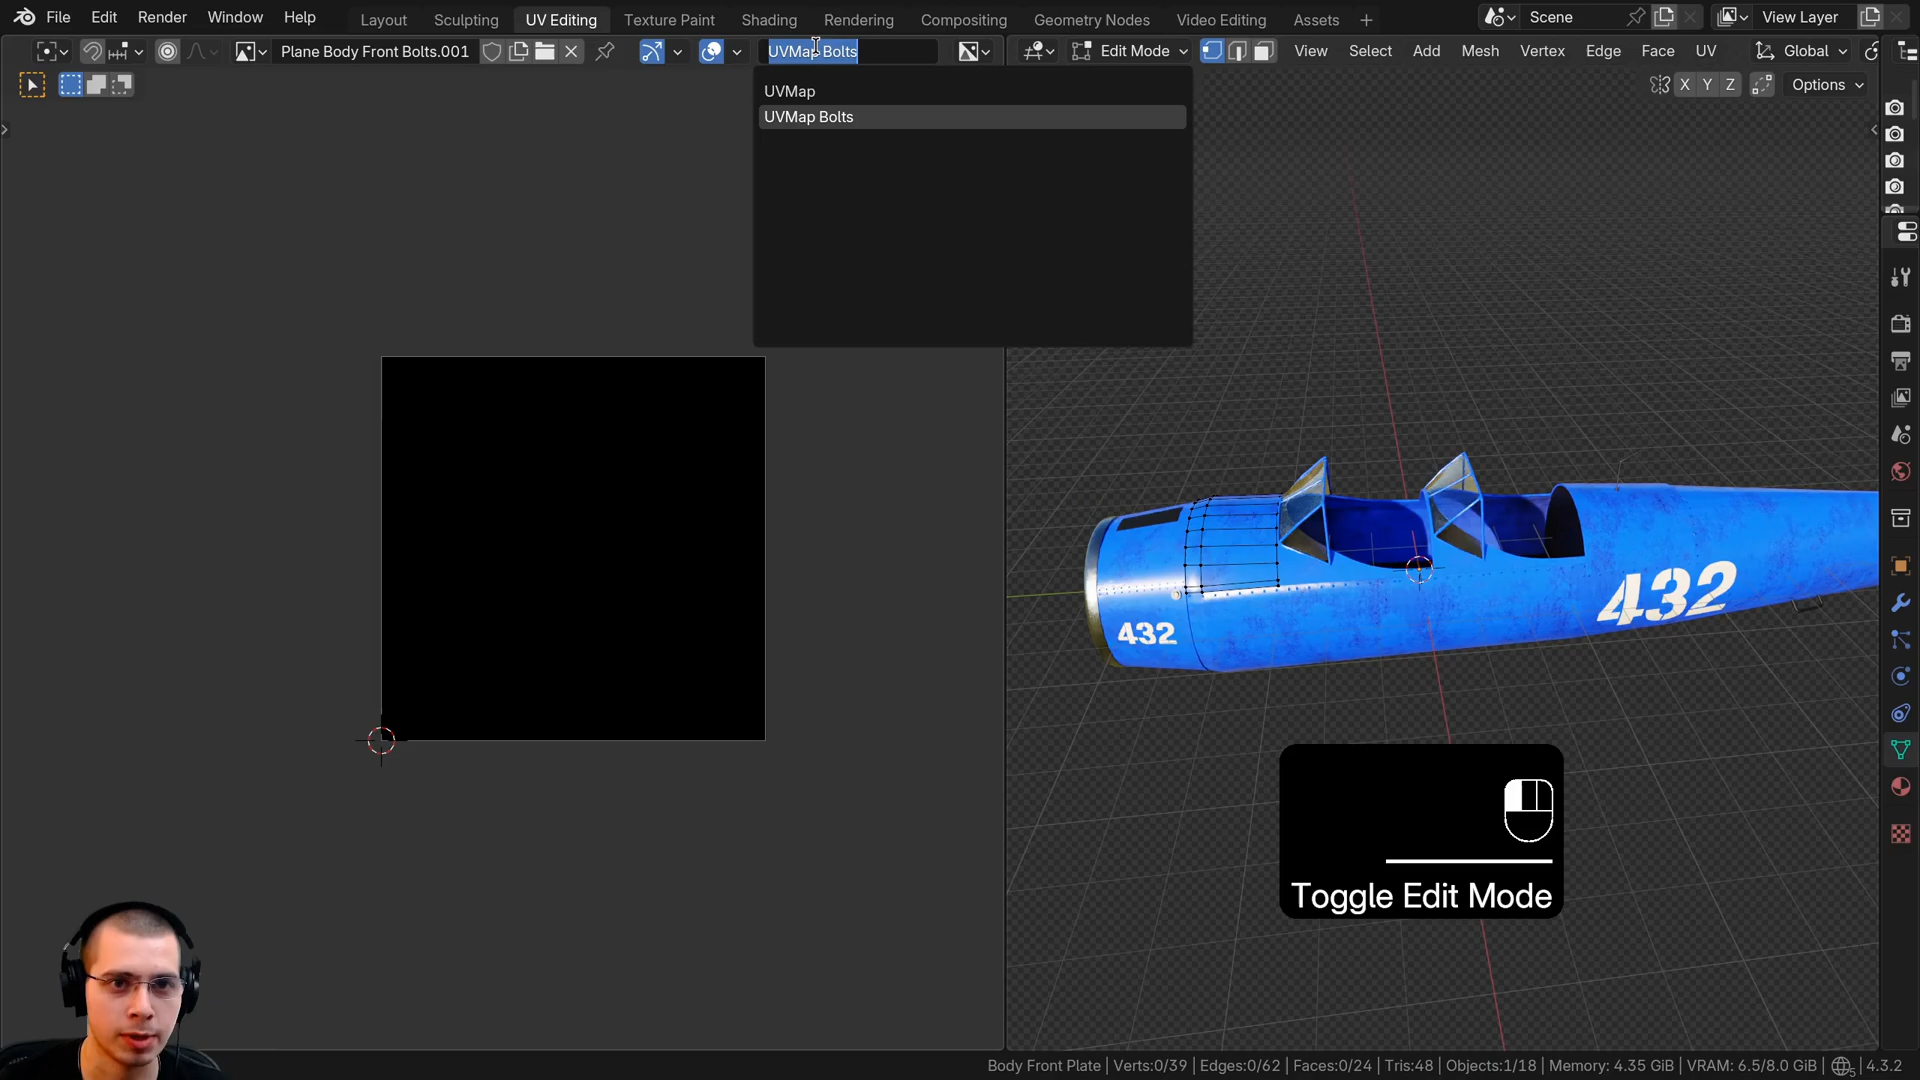 File Edit Render Window Help Layout Sculpting UV Editing Texture Paint Shading Rendering Compositing Geometry Nodes Video Editing Assets + Scene View Layer
Plane Body Front Bolts.001 UVMap Bolts Edit Mode View Select Add Mesh Vertex Edge Face UV Global
X Y Z Options
UVMap
UVMap Bolts
432
432
Toggle Edit Mode
Body Front Plate | Verts:0/39 | Edges:0/62 | Faces:0/24 | Tris:48 | Objects:1/18 | Memory: 4.35 GiB | VRAM: 6.5/8.0 GiB | 5 | 4.3.2